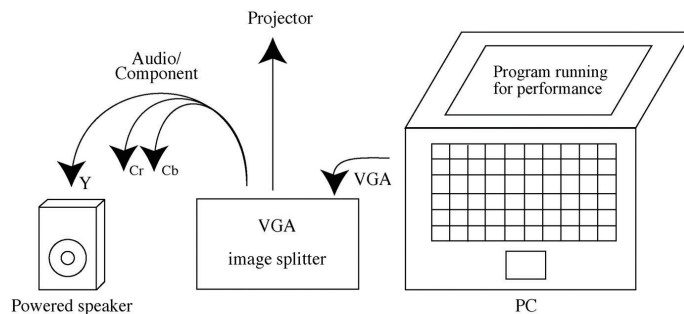 Projector
Audio/
Component
Program running
for performance
Y
Cr
Cb
VGA
VGA
image splitter
Powered speaker
PC